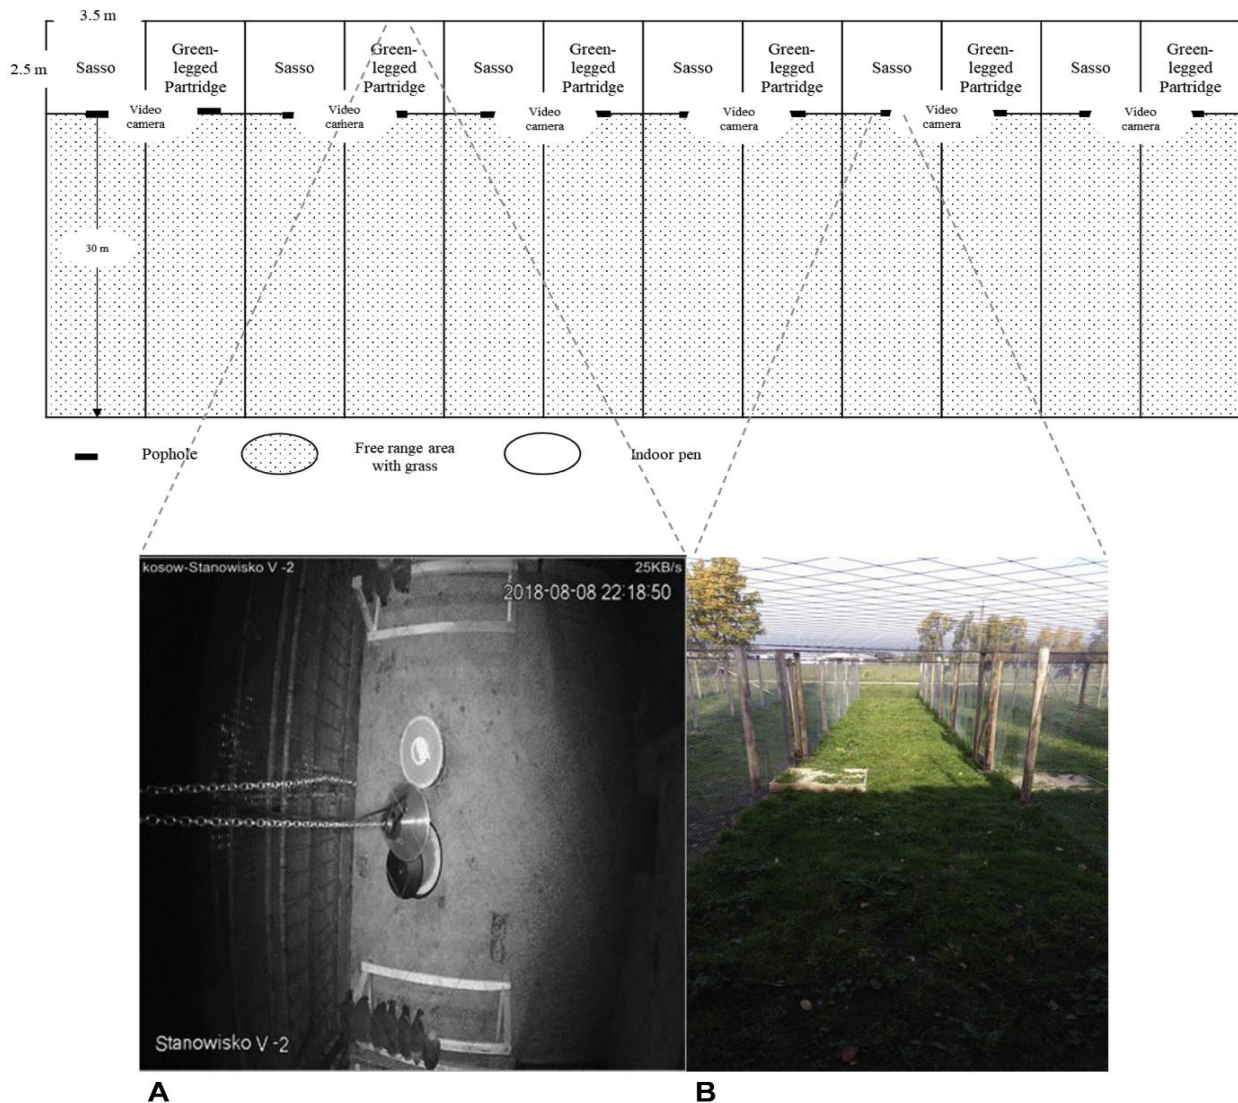 3.5 m
2.5 m
Sasso
Green-
legged
Partridge
Sasso
Green-
legged
Partridge
Sasso
Green-
legged
Partridge
Sasso
Green-
legged
Partridge
Sasso
Green-
legged
Partridge
Sasso
Green-
legged
Partridge
Video
camera
Video
camera
Video
camera
Video
camera
Video
camera
Video
camera
30 m
Pophole
Free range area
with grass
Indoor pen
kosow-Stanowisko V -2
25KB/s
2018-08-08 22:18:50
Stanowisko V -2
A
B